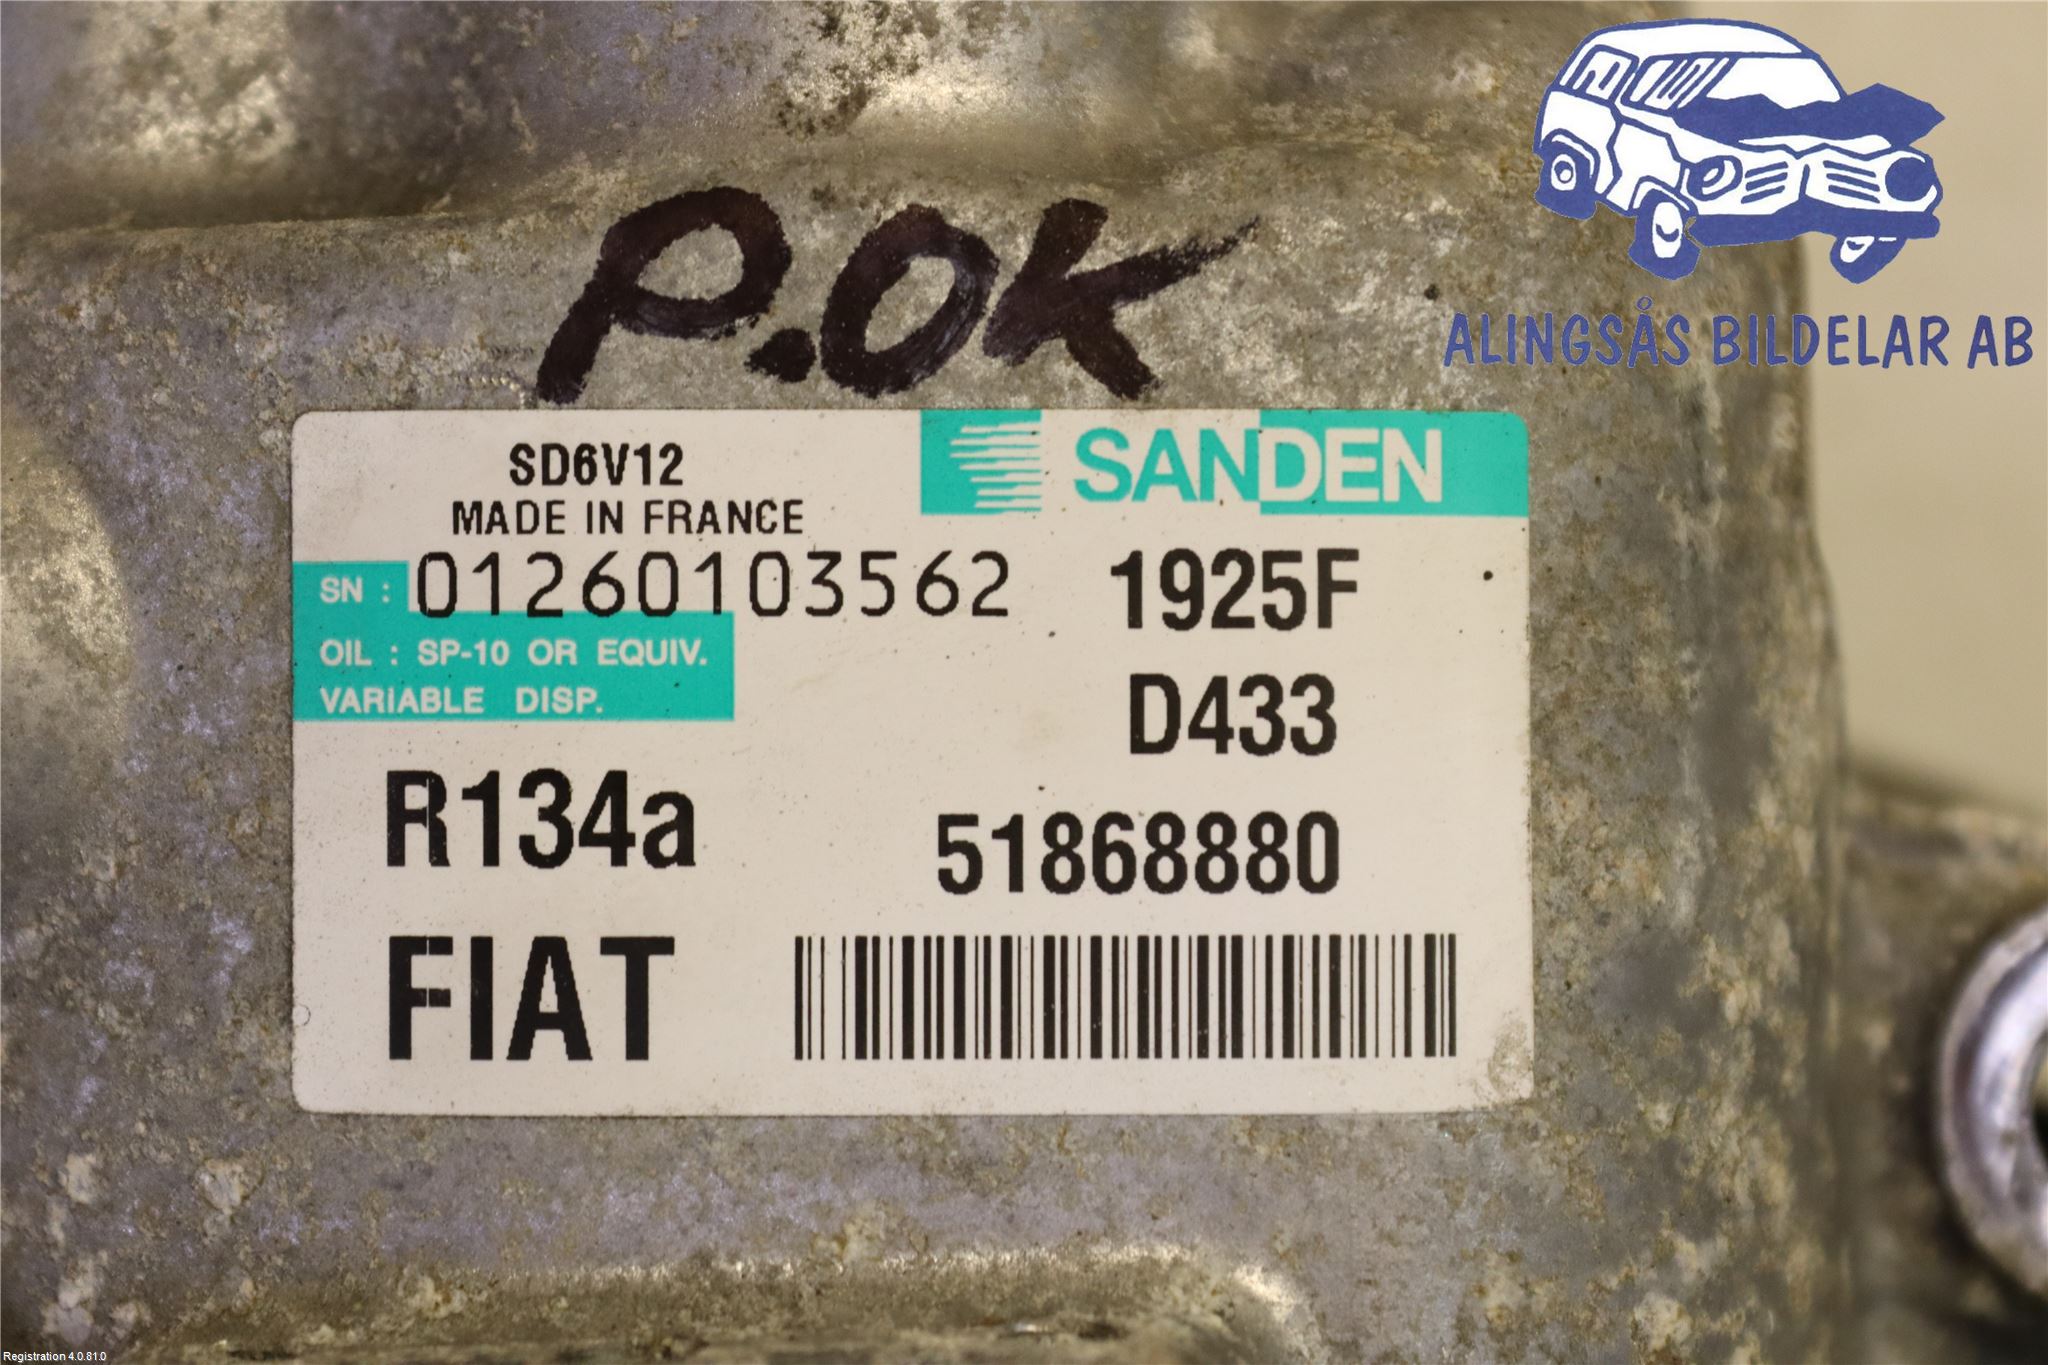 ALINGSÅS BILDELAR AB
P.OK
SD6V12
MADE IN FRANCE
SANDEN
SN : 01260103562
1925F
OIL : SP-10 OR EQUIV.
VARIABLE DISP.
D433
R134a
51868880
FIAT
Registration 4.0.81.0